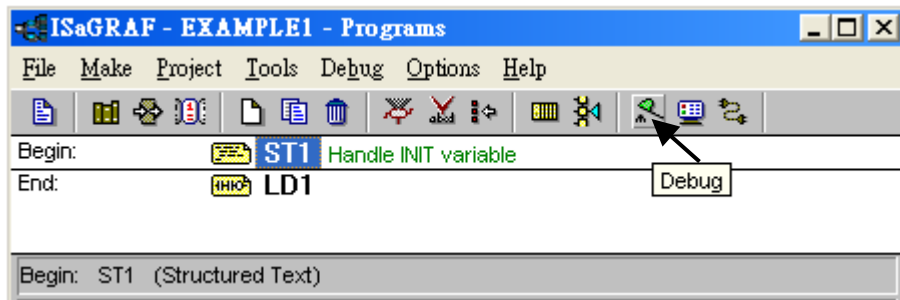 ISaGRAF - EXAMPLE1 - Programs
File Make Project Tools Debug Options Help
Begin: ST1 Handle INIT variable
End: LD1
Debug
Begin: ST1 (Structured Text)